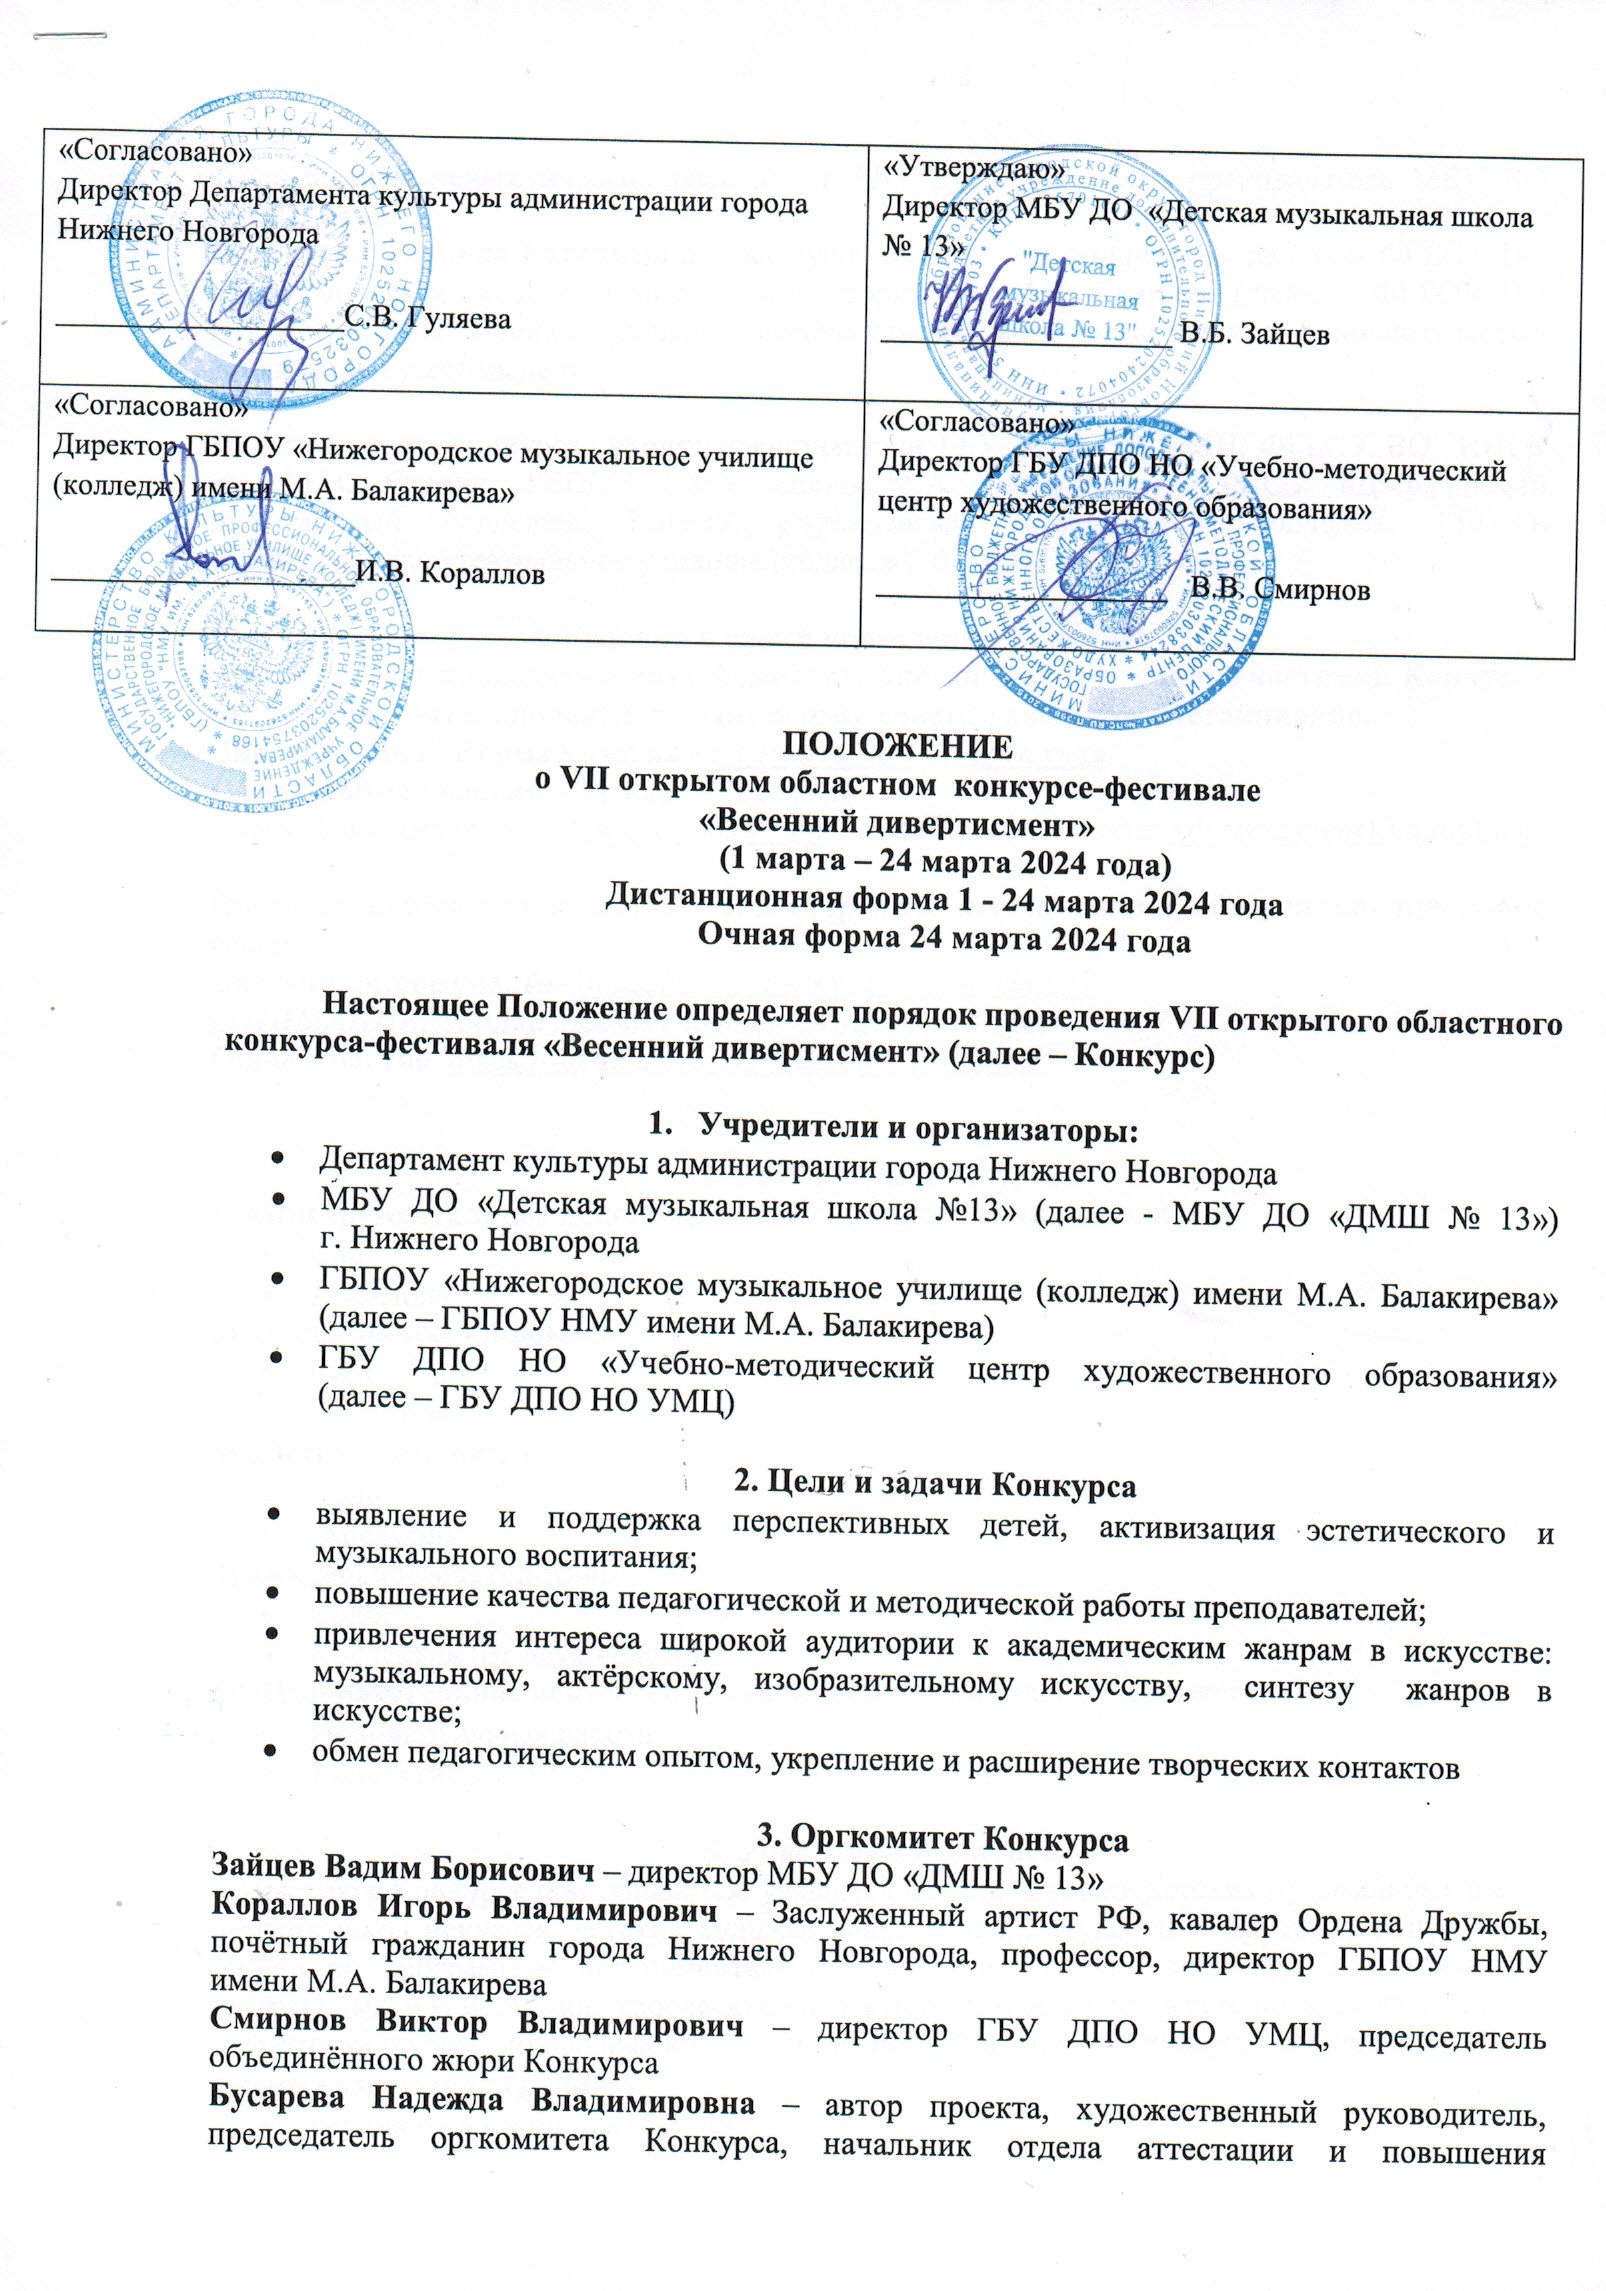 «Согласовано»
Директор Департамента культуры администрации города
Нижнего Новгорода
С.В. Гуляева
«Утверждаю»
Директор МБУ ДО «Детская музыкальная школа
№ 13»
"Детская
музыкальная
школа № 13"
В.Б. Зайцев
«Согласовано»
Директор ГБПОУ «Нижегородское музыкальное училище
(колледж) имени М.А. Балакирева»
И.В. Кораллов
«Согласовано»
Директор ГБУ ДПО НО «Учебно-методический
центр художественного образования»
В.В. Смирнов
ПОЛОЖЕНИЕ
о VII открытом областном конкурсе-фестивале
«Весенний дивертисмент»
(1 марта – 24 марта 2024 года)
Дистанционная форма 1 - 24 марта 2024 года
Очная форма 24 марта 2024 года
Настоящее Положение определяет порядок проведения VII открытого областного
конкурса-фестиваля «Весенний дивертисмент» (далее – Конкурс)
1. Учредители и организаторы:
• Департамент культуры администрации города Нижнего Новгорода
• МБУ ДО «Детская музыкальная школа №13» (далее - МБУ ДО «ДМШ № 13»)
г. Нижнего Новгорода
• ГБПОУ «Нижегородское музыкальное училище (колледж) имени М.А. Балакирева»
(далее – ГБПОУ НМУ имени М.А. Балакирева)
• ГБУ ДПО НО «Учебно-методический центр художественного образования»
(далее – ГБУ ДПО НО УМЦ)
2. Цели и задачи Конкурса
• выявление и поддержка перспективных детей, активизация эстетического и
музыкального воспитания;
• повышение качества педагогической и методической работы преподавателей;
• привлечения интереса широкой аудитории к академическим жанрам в искусстве:
музыкальному, актёрскому, изобразительному искусству, синтезу жанров в
искусстве;
• обмен педагогическим опытом, укрепление и расширение творческих контактов
3. Оргкомитет Конкурса
Зайцев Вадим Борисович – директор МБУ ДО «ДМШ № 13»
Кораллов Игорь Владимирович – Заслуженный артист РФ, кавалер Ордена Дружбы,
почётный гражданин города Нижнего Новгорода, профессор, директор ГБПОУ НМУ
имени М.А. Балакирева
Смирнов Виктор Владимирович – директор ГБУ ДПО НО УМЦ, председатель
объединённого жюри Конкурса
Бусарева Надежда Владимировна – автор проекта, художественный руководитель,
председатель оргкомитета Конкурса, начальник отдела аттестации и повышения